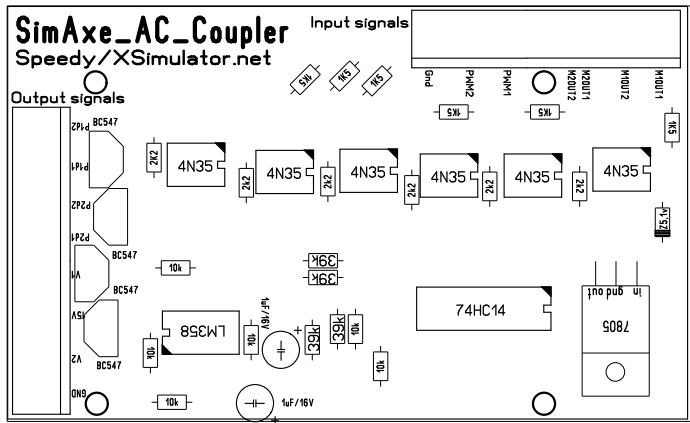 SimAxe_AC_Coupler
Speedy/XSimulator.net
Input signals
Gnd
PWM2
PWM1
M2OUT2
M2OUT1
M1OUT2
M1OUT1
1K5
1K5
1K5
1K5
1K5
1K5
Output signals
P1d2
BC547
P1d1
P2d2
P2d1
BC547
V1
BC547
15V
BC547
V2
GND
2K2
4N35
2k2
4N35
2k2
4N35
2k2
4N35
2k2
4N35
2k2
4N35
Z5.1v
10k
39k
39k
1uF/16V
LM358
10k
10k
39k
39k
10k
10k
74HC14
in gnd out
7805
10k
1uF/16V
+
+